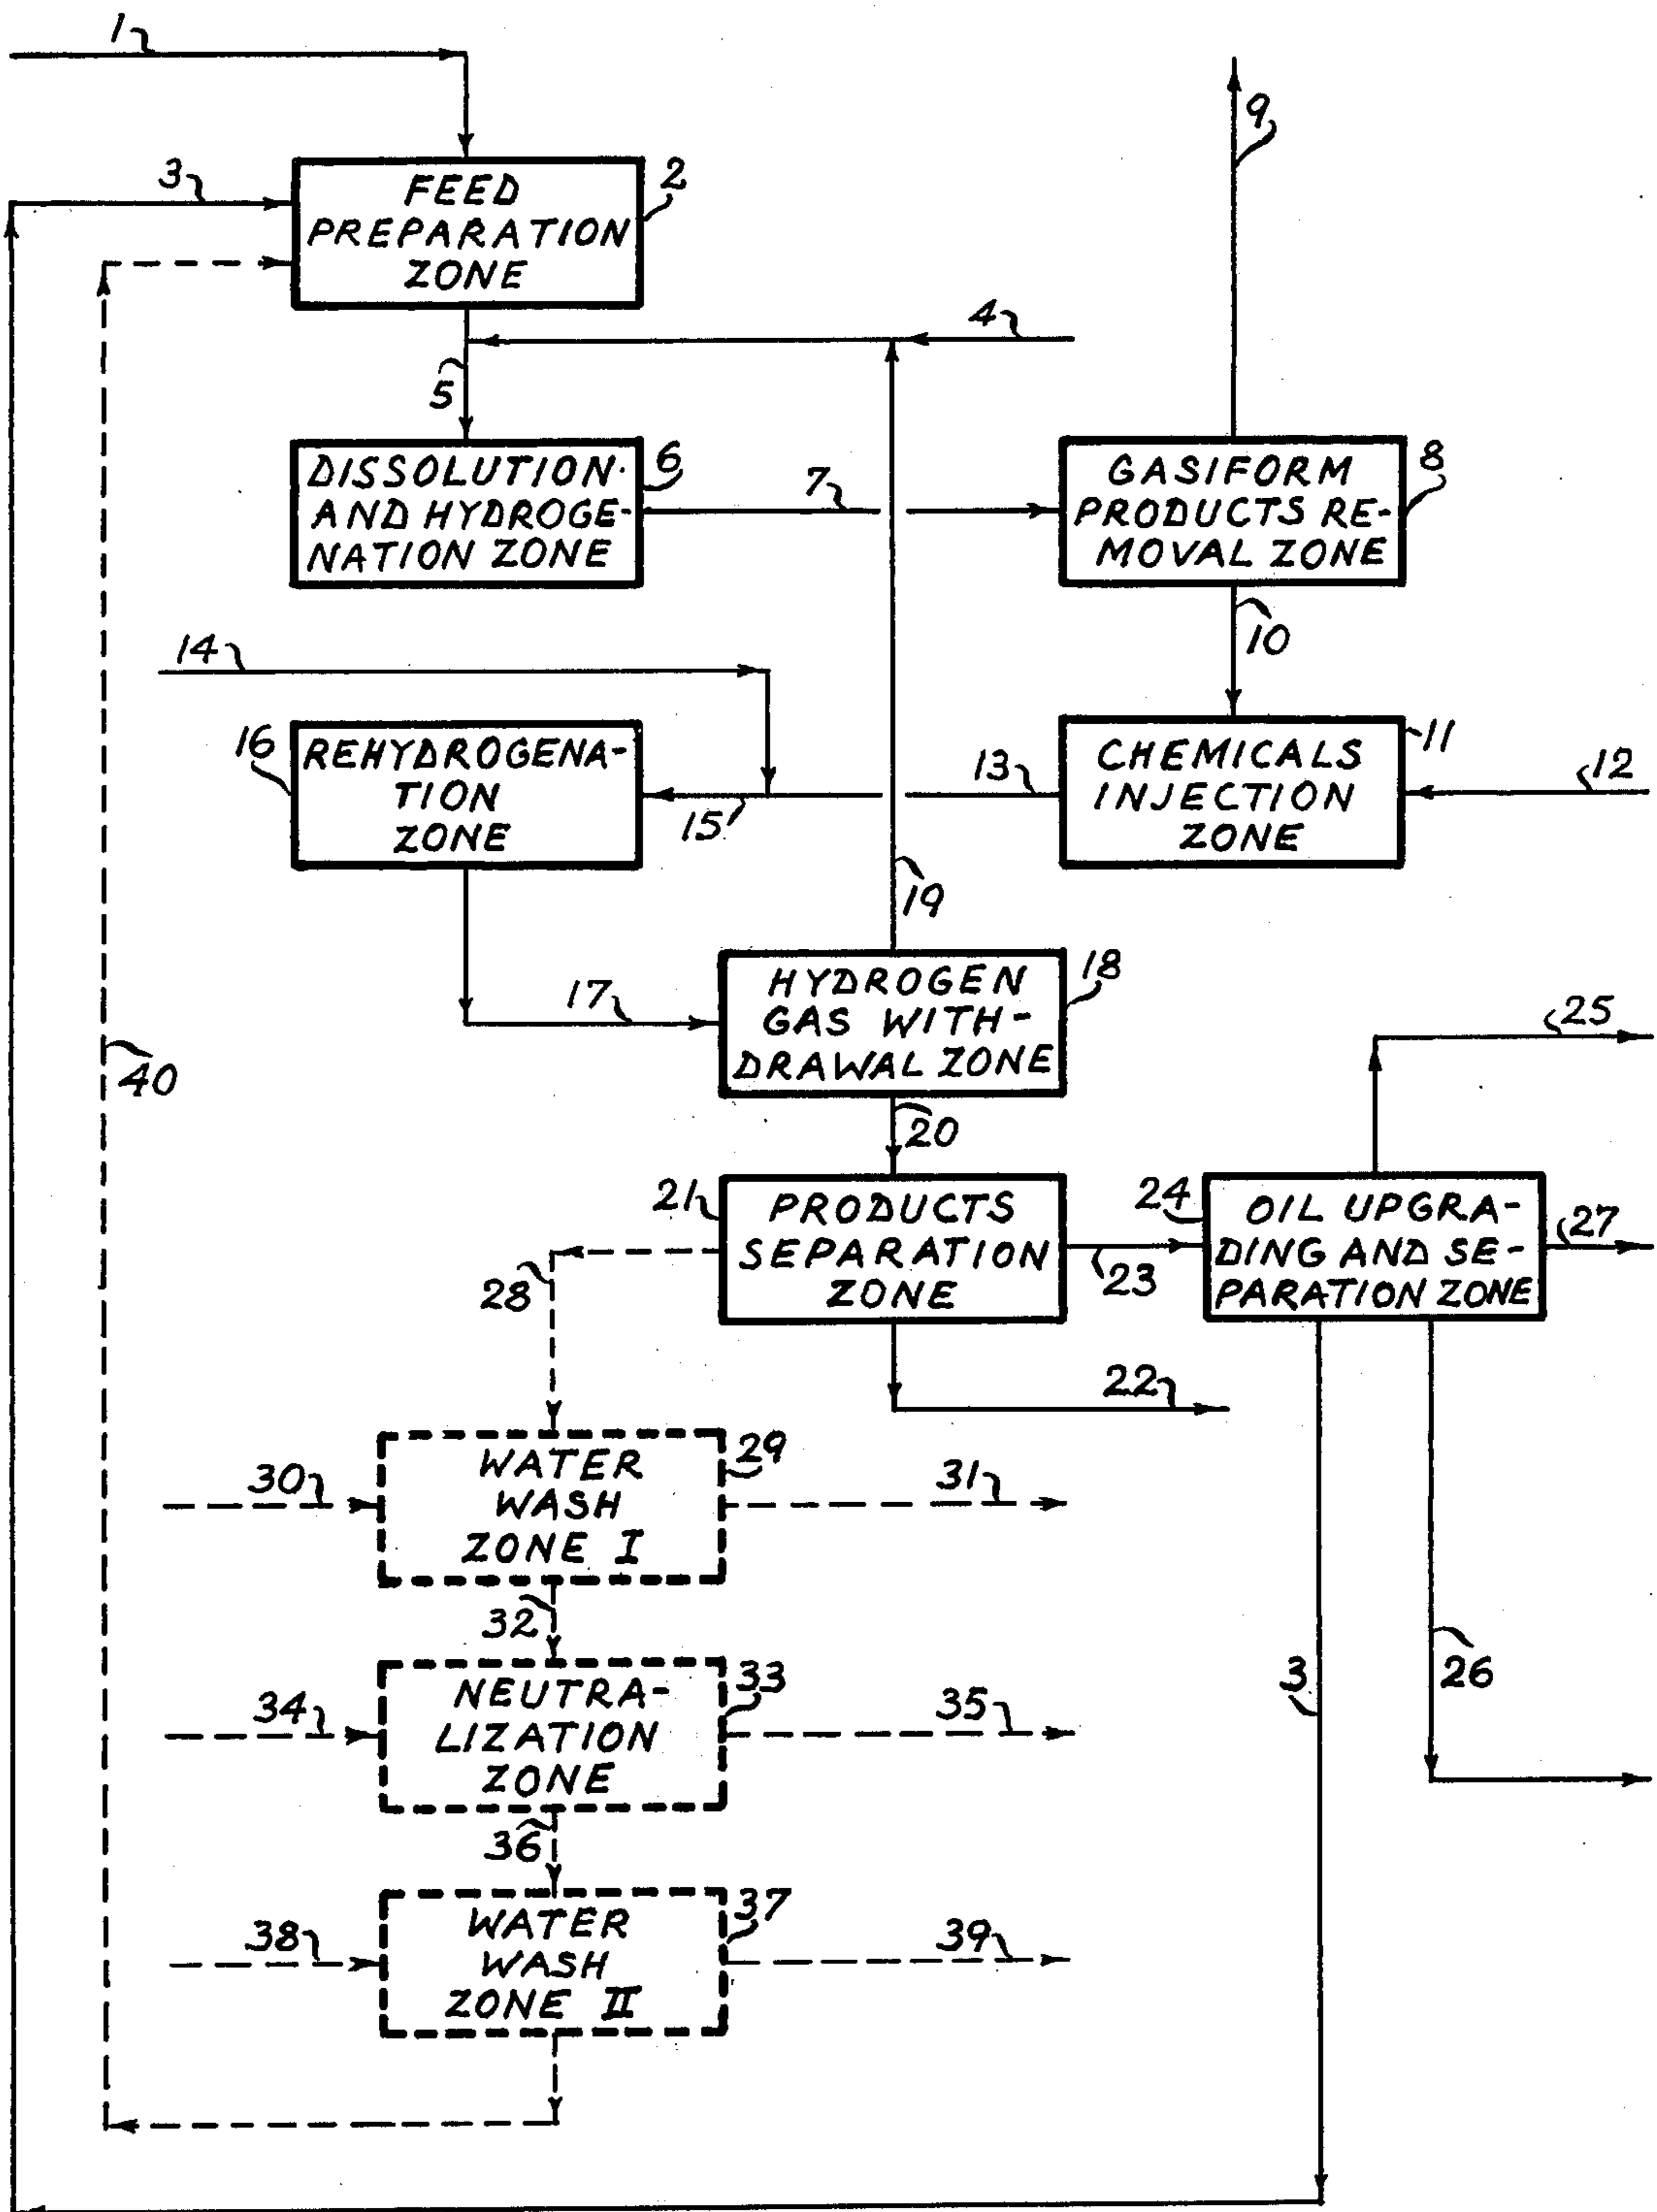 1
3
2
FEED
PREPARATION
ZONE
9
4
5
DISSOLUTION
AND HYDROGE-
NATION ZONE
6
7
GASIFORM
PRODUCTS RE-
MOVAL ZONE
8
10
14
16
REHYDROGENA-
TION
ZONE
15
13
CHEMICALS
INJECTION
ZONE
11
12
19
17
HYDROGEN
GAS WITH-
DRAWAL ZONE
18
25
40
20
21
PRODUCTS
SEPARATION
ZONE
23
24
OIL UPGRA-
DING AND SE-
PARATION ZONE
27
28
22
30
WATER
WASH
ZONE I
29
31
32
3
26
34
NEUTRA-
LIZATION
ZONE
33
35
36
38
WATER
WASH
ZONE II
37
39